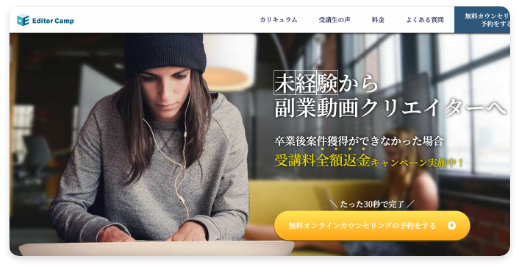 Editor Camp
カリキュラム 受講生の声 料金 よくある質問
無料カウンセリ
予約をする
未経験から
副業動画クリエイターへ
卒業後案件獲得ができなかった場合
受講料全額返金キャンペーン実施中!
＼ たった30秒で完了 ／
無料オンラインカウンセリングの予約をする